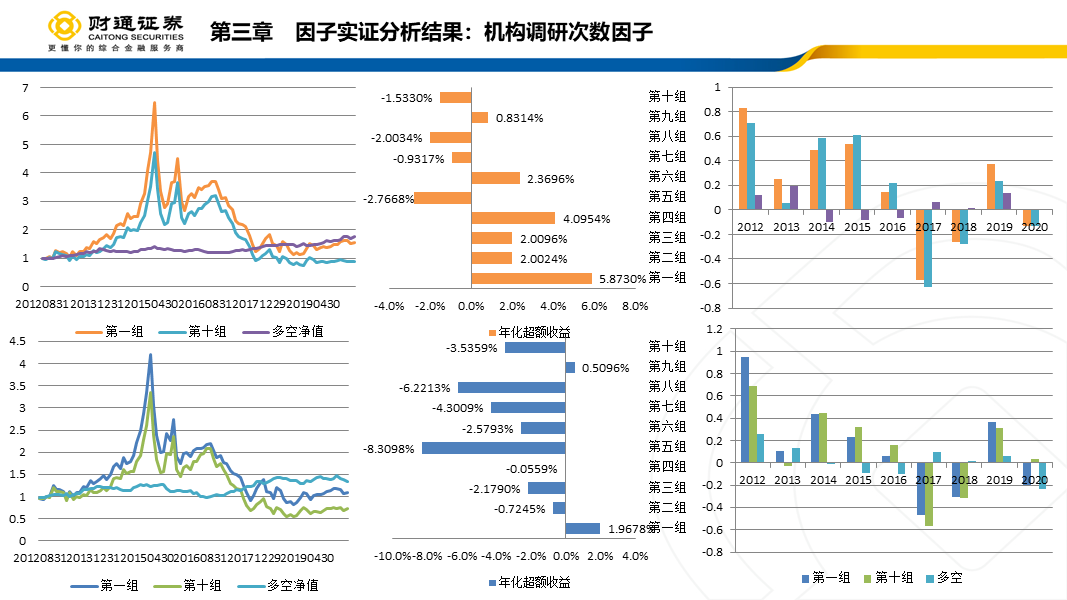 财通证券
CAITONG SECURITIES
更懂你的综合金融服务商
第三章 因子实证分析结果：机构调研次数因子
7
6
5
4
3
2
1
0
20120831201312312015043020160831201712292019​0430
第一组 第十组 多空净值
-1.5330% 第十组
0.8314% 第九组
-2.0034% 第八组
-0.9317% 第七组
2.3696% 第六组
-2.7668% 第五组
4.0954% 第四组
2.0096% 第三组
2.0024% 第二组
5.8730% 第一组
-4.0% -2.0% 0.0% 2.0% 4.0% 6.0% 8.0%
年化超额收益
1
0.8
0.6
0.4
0.2
0
-0.2
-0.4
-0.6
-0.8
2012 2013 2014 2015 2016 2017 2018 2019 2020
4.5
4
3.5
3
2.5
2
1.5
1
0.5
0
201208312013123120150430201608312017122920190430
第一组 第十组 多空净值
-3.5359% 第十组
0.5096% 第九组
-6.2213% 第八组
-4.3009% 第七组
-2.5793% 第六组
-8.3098% 第五组
-0.0559% 第四组
-2.1790% 第三组
-0.7245% 第二组
1.9678% 第一组
-10.0% -8.0% -6.0% -4.0% -2.0% 0.0% 2.0% 4.0%
年化超额收益
1.2
1
0.8
0.6
0.4
0.2
0
-0.2
-0.4
-0.6
-0.8
2012 2013 2014 2015 2016 2017 2018 2019 2020
第一组 第十组 多空